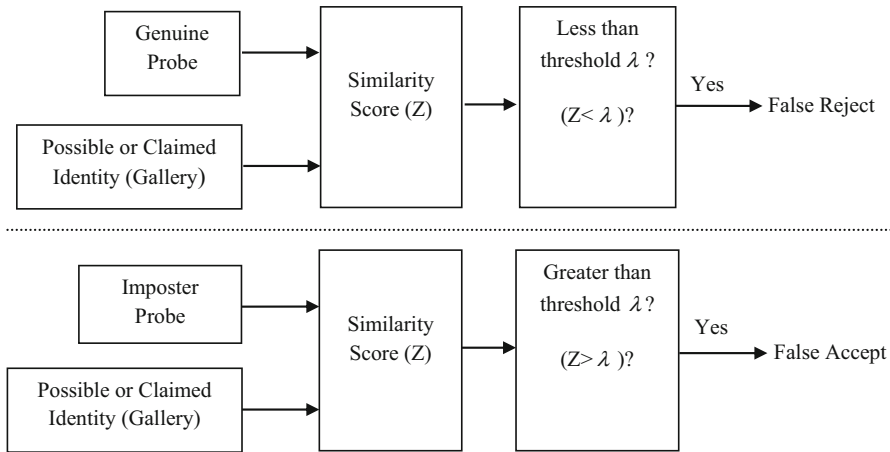 Genuine
Probe
Possible or Claimed
Identity (Gallery)
Similarity
Score (Z)
Less than
threshold λ ?
(Z< λ )?
Yes
False Reject
Imposter
Probe
Possible or Claimed
Identity (Gallery)
Similarity
Score (Z)
Greater than
threshold λ?
(Z> λ )?
Yes
False Accept